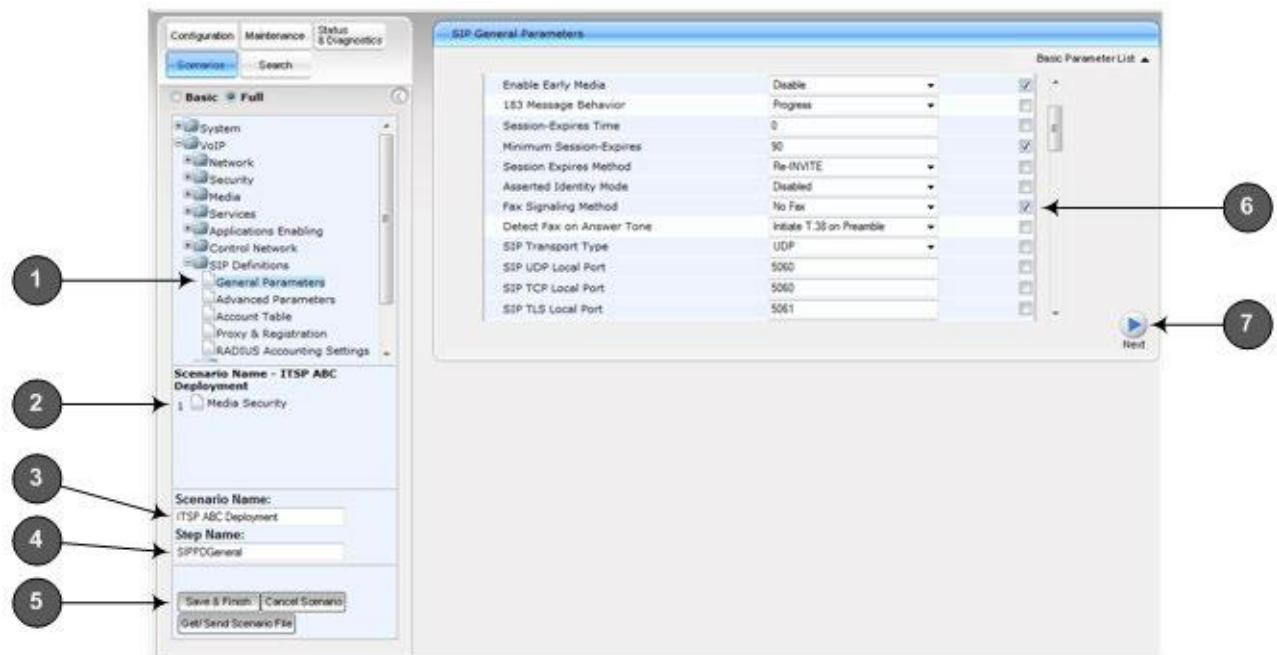 Configuration Maintenance Status & Diagnostics
Scenarios Search
Basic Full
System
VoIP
Network
Security
Media
Services
Applications Enabling
Control Network
SIP Definitions
General Parameters
Advanced Parameters
Account Table
Proxy & Registration
RADIUS Accounting Settings
Scenario Name - ITSP ABC
Deployment
1 Media Security
Scenario Name:
ITSP ABC Deployment
Step Name:
SIPPDGeneral
Save & Finish Cancel Scenario
Get/Send Scenario File
SIP General Parameters
Basic Parameter List
Enable Early Media Disable
183 Message Behavior Progress
Session-Expires Time 0
Minimum Session-Expires 90
Session Expires Method Re-INVITE
Asserted Identity Mode Disabled
Fax Signaling Method No Fax
Detect Fax on Answer Tone Initiate T.38 on Preamble
SIP Transport Type UDP
SIP UDP Local Port 5060
SIP TCP Local Port 5060
SIP TLS Local Port 5061
Next
1
2
3
4
5
6
7